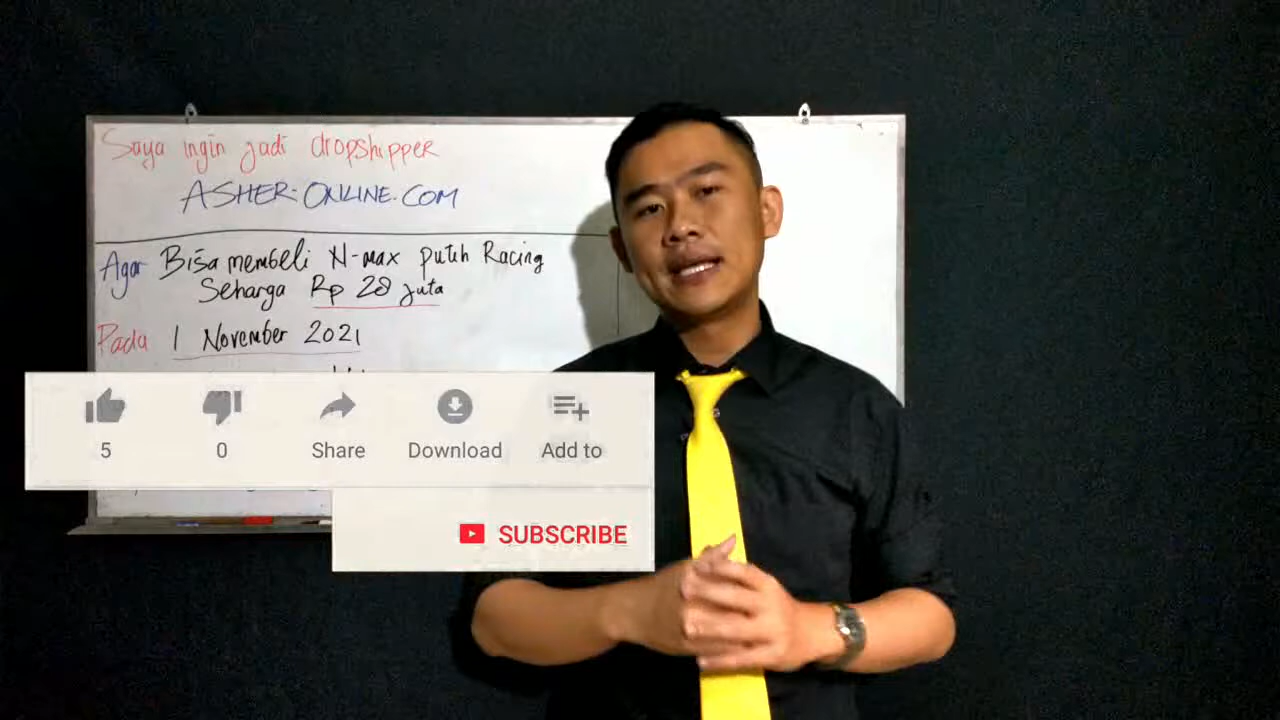 Saya ingin jadi dropshipper
ASHER-ONLINE.COM
Agar Bisa membeli N-max putih Racing
Seharga Rp 28 juta
Pada 1 November 2021
5 0 Share Download Add to
SUBSCRIBE